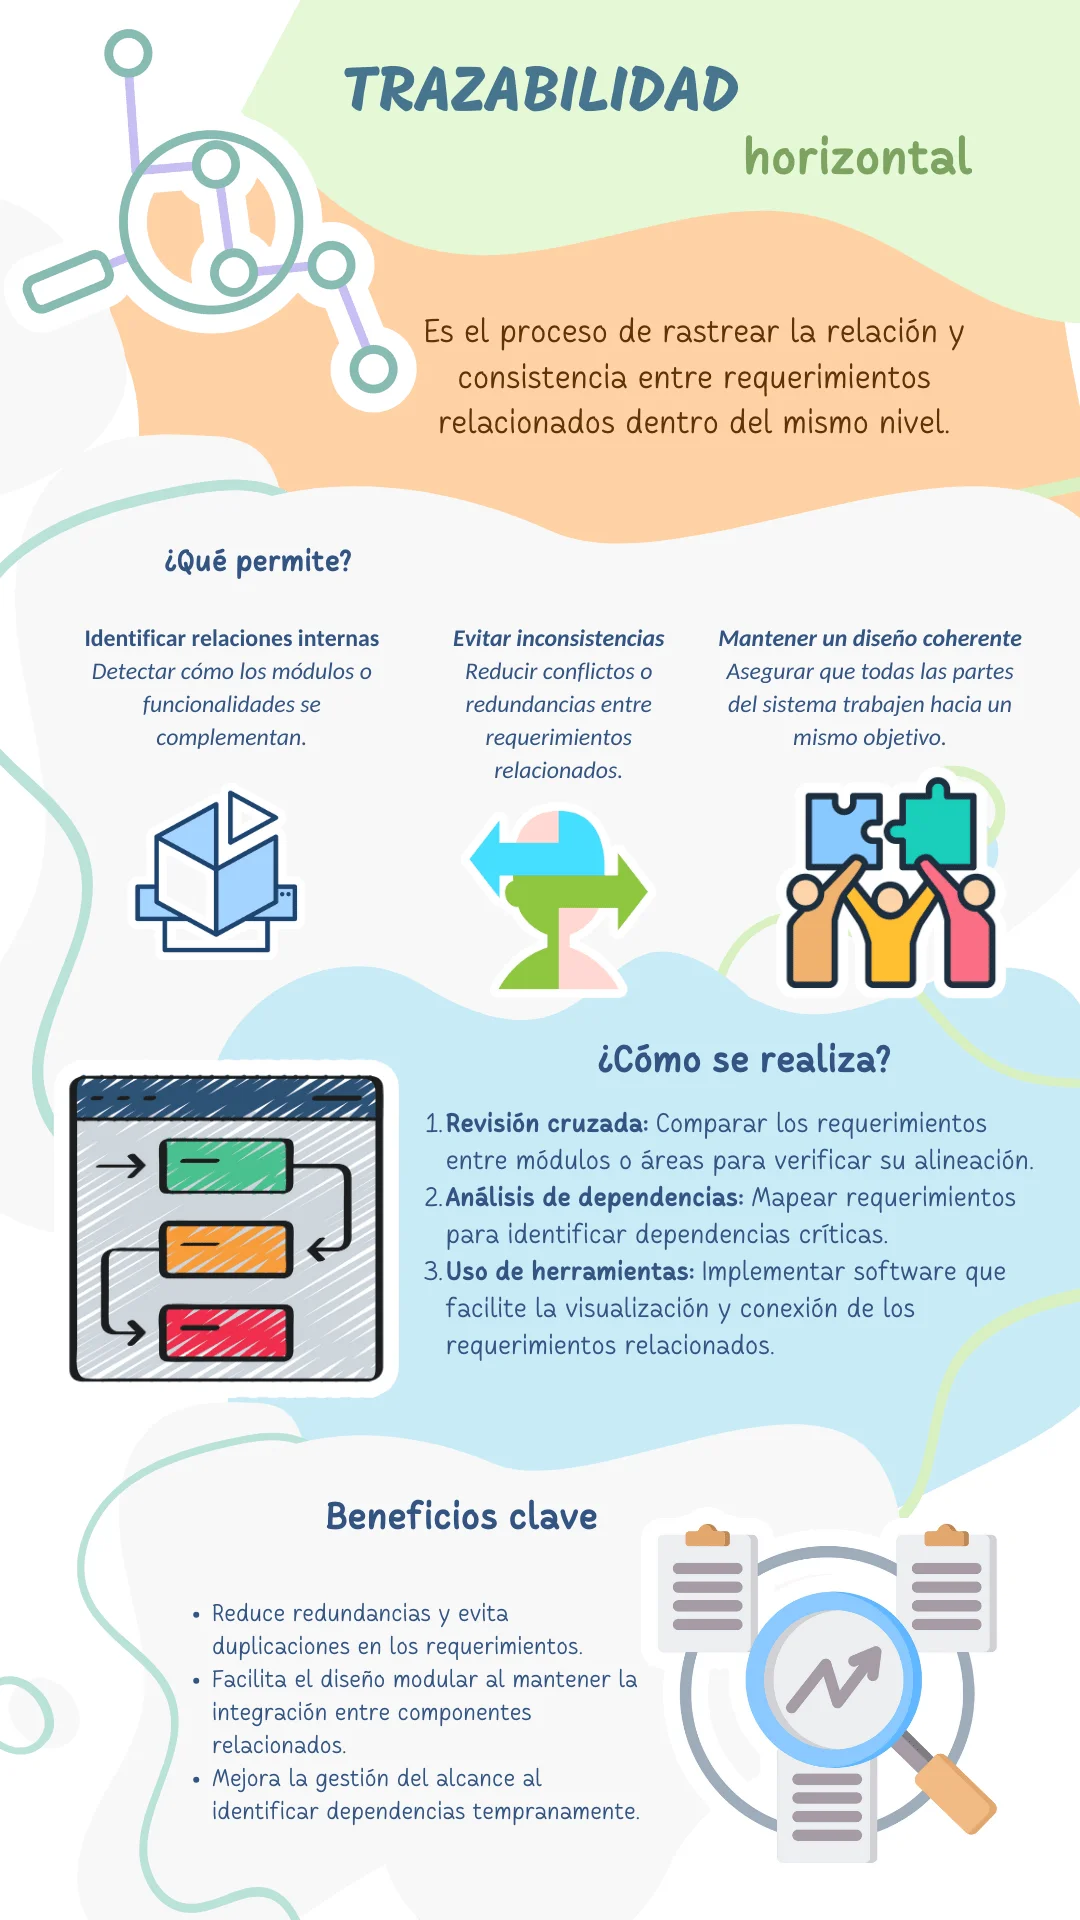 TRAZABILIDAD
horizontal
Es el proceso de rastrear la relación y
consistencia entre requerimientos
relacionados dentro del mismo nivel.
¿Qué permite?
Identificar relaciones internas
Detectar cómo los módulos o
funcionalidades se
complementan.
Evitar inconsistencias
Reducir conflictos o
redundancias entre
requerimientos
relacionados.
Mantener un diseño coherente
Asegurar que todas las partes
del sistema trabajen hacia un
mismo objetivo.
¿Cómo se realiza?
1. Revisión cruzada: Comparar los requerimientos
entre módulos o áreas para verificar su alineación.
2. Análisis de dependencias: Mapear requerimientos
para identificar dependencias críticas.
3. Uso de herramientas: Implementar software que
facilite la visualización y conexión de los
requerimientos relacionados.
Beneficios clave
• Reduce redundancias y evita
duplicaciones en los requerimientos.
• Facilita el diseño modular al mantener la
integración entre componentes
relacionados.
• Mejora la gestión del alcance al
identificar dependencias tempranamente.